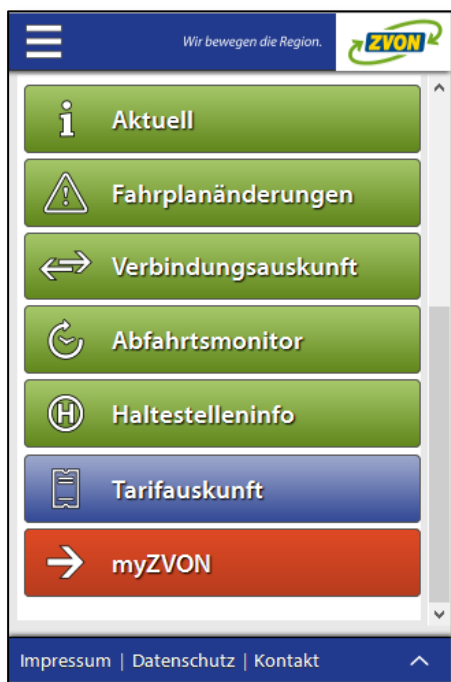 Wir bewegen die Region.
ZVON
i Aktuell
Fahrplanänderungen
Verbindungsauskunft
Abfahrtsmonitor
H Haltestelleninfo
Tarifauskunft
myZVON
Impressum | Datenschutz | Kontakt